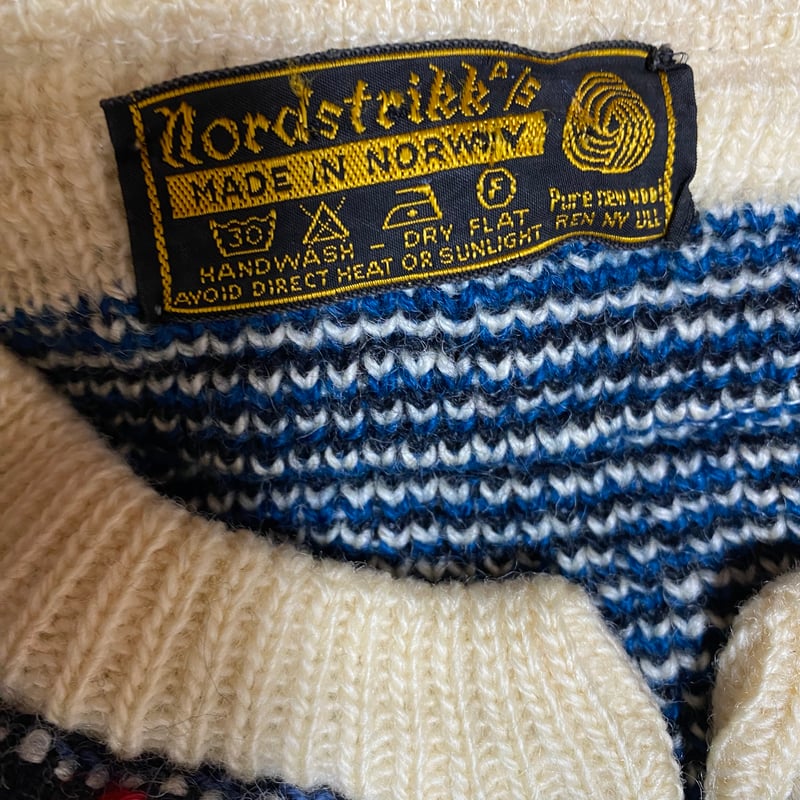 Nordstrikk A/S
MADE IN NORWAY
30
F
HANDWASH - DRY FLAT
AVOID DIRECT HEAT OR SUNLIGHT
Pure new wool
REN NY ULL